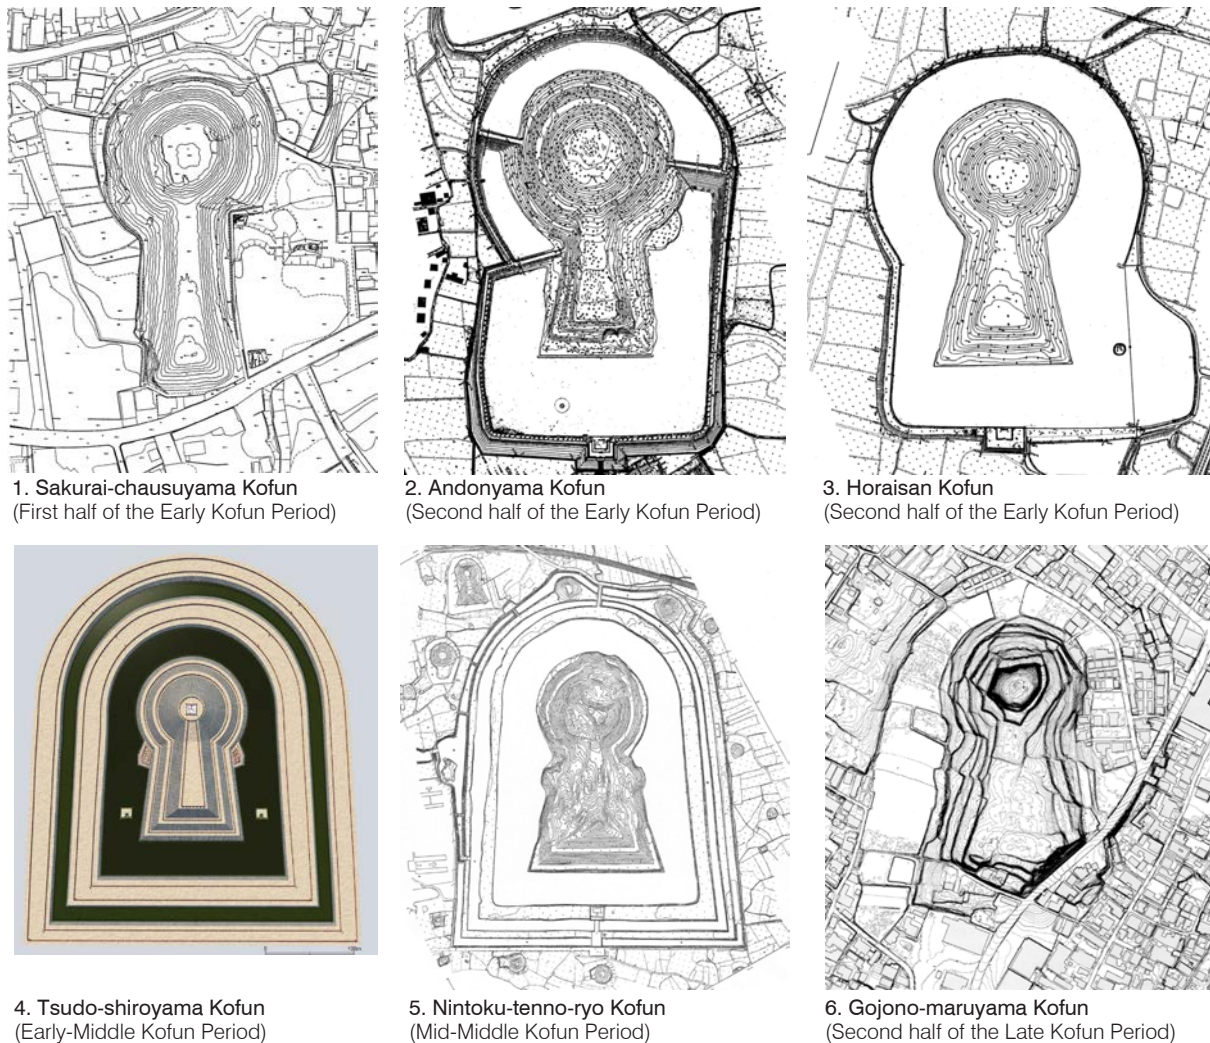 1. Sakurai-chausuyama Kofun
(First half of the Early Kofun Period)
2. Andonyama Kofun
(Second half of the Early Kofun Period)
3. Horaisan Kofun
(Second half of the Early Kofun Period)
4. Tsudo-shiroyama Kofun
(Early-Middle Kofun Period)
5. Nintoku-tenno-ryo Kofun
(Mid-Middle Kofun Period)
6. Gojono-maruyama Kofun
(Second half of the Late Kofun Period)